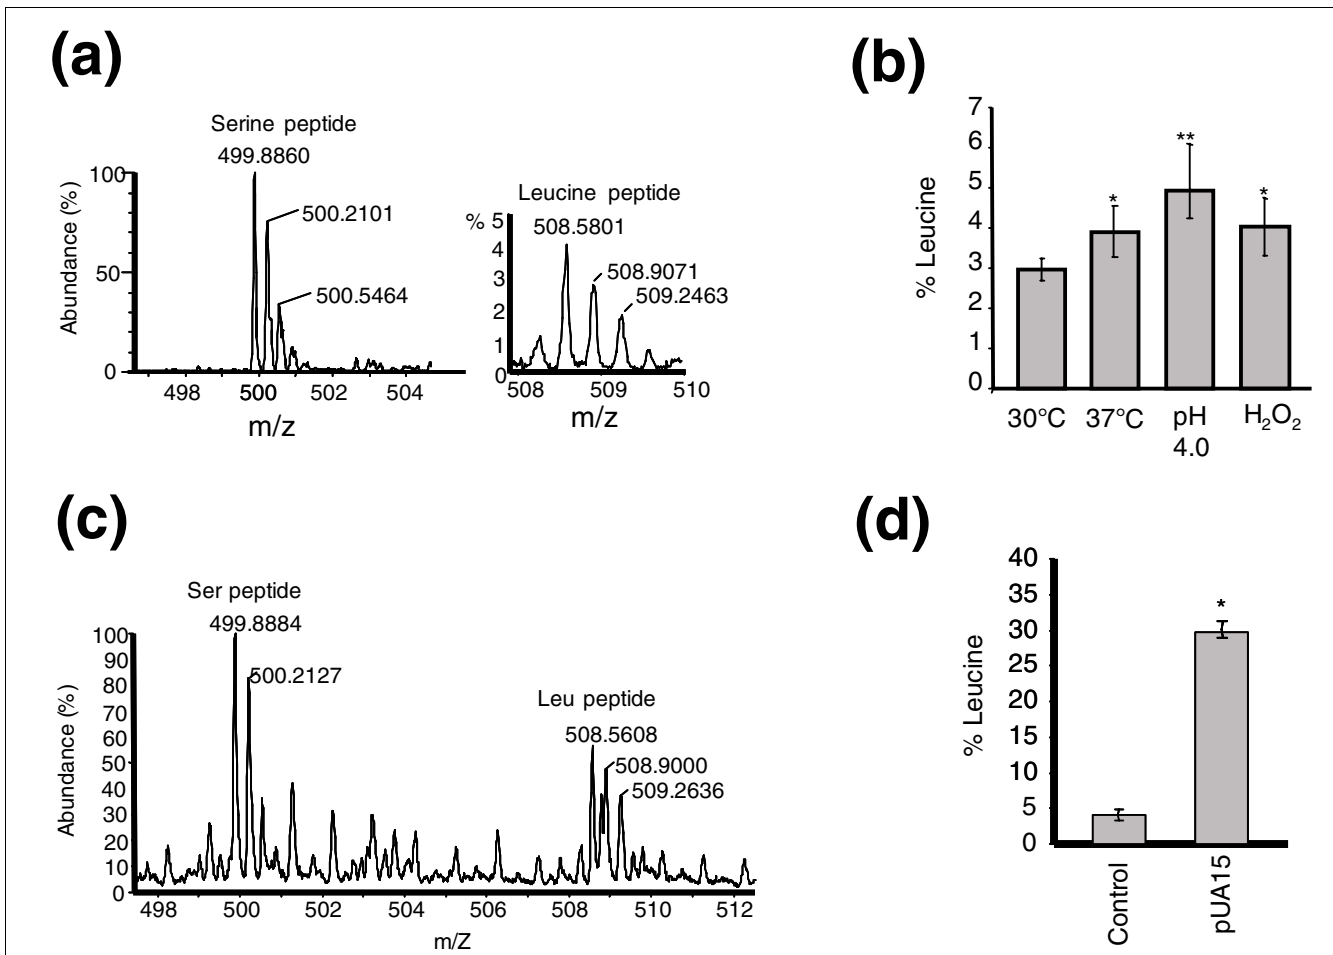 (a)
Serine peptide
499.8860
500.2101
500.5464
Abundance (%)
100
50
0
498 500 502 504
m/z
Leucine peptide
508.5801
508.9071
509.2463
% 5
4
3
2
1
0
508 509 510
m/z
(b)
% Leucine
7
6
5
4
3
2
1
0
*
**
*
30°C 37°C pH 4.0 H₂O₂
(c)
Ser peptide
499.8884
500.2127
Leu peptide
508.5608
508.9000
509.2636
Abundance (%)
100
90
80
70
60
50
40
30
20
10
0
498 500 502 504 506 508 510 512
m/Z
(d)
% Leucine
40
35
30
25
20
15
10
5
0
*
Control
pUA15